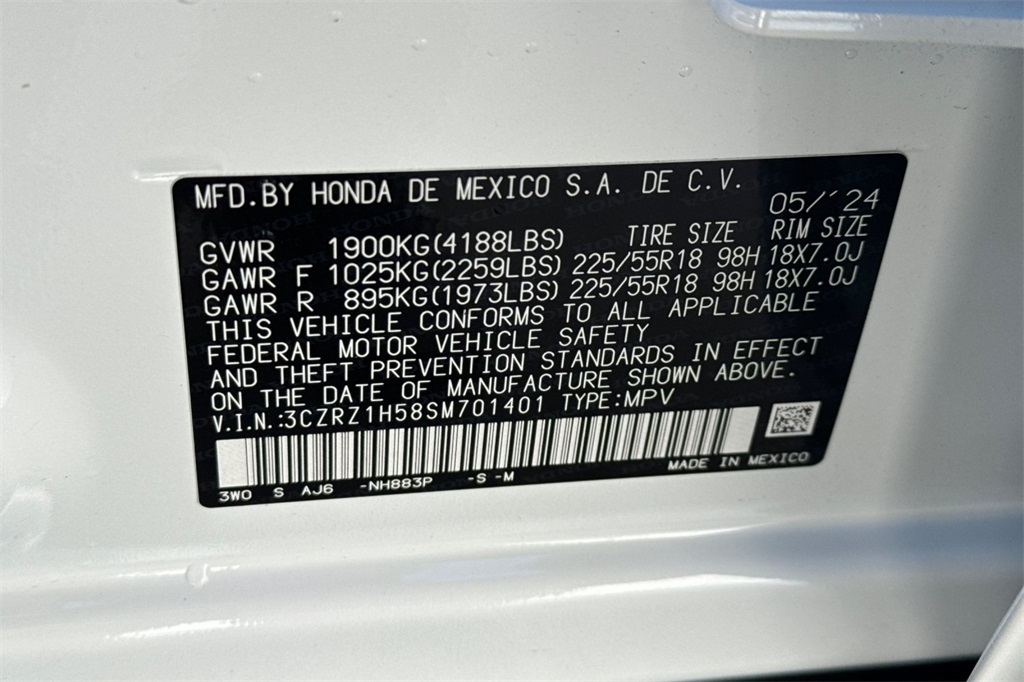 MFD.BY HONDA DE MEXICO S.A. DE C.V.
05/'24
GVWR 1900KG(4188LBS) TIRE SIZE RIM SIZE
GAWR F 1025KG(2259LBS) 225/55R18 98H 18X7.0J
GAWR R 895KG(1973LBS) 225/55R18 98H 18X7.0J
THIS VEHICLE CONFORMS TO ALL APPLICABLE
FEDERAL MOTOR VEHICLE SAFETY
AND THEFT PREVENTION STANDARDS IN EFFECT
ON THE DATE OF MANUFACTURE SHOWN ABOVE.
V.I.N.:3CZRZ1H58SM701401 TYPE:MPV
MADE IN MEXICO
3W0 S AJ6 -NH883P -S -M